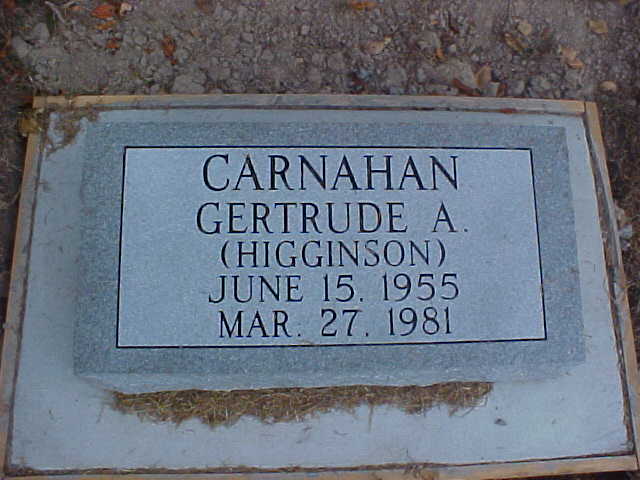 CARNAHAN
GERTRUDE A.
(HIGGINSON)
JUNE 15, 1955
MAR. 27, 1981